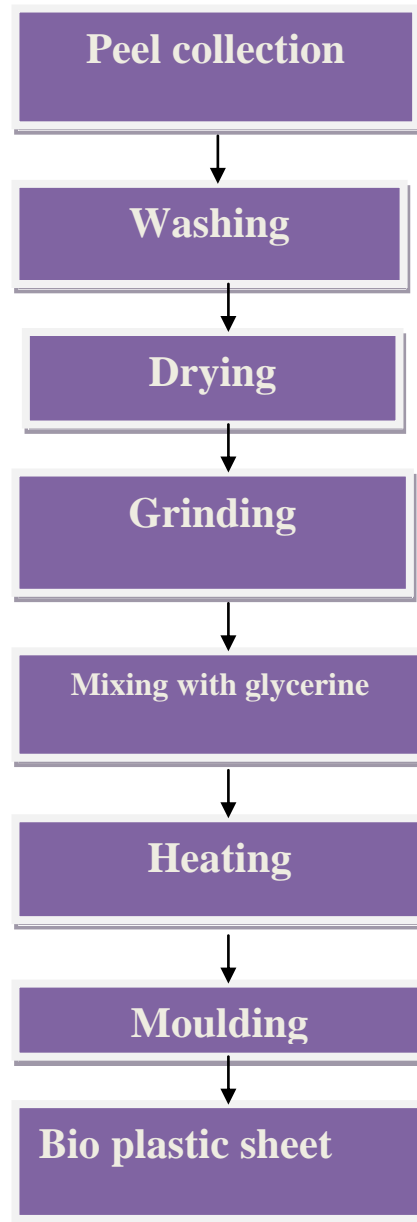 Peel collection
Washing
Drying
Grinding
Mixing with glycerine
Heating
Moulding
Bio plastic sheet